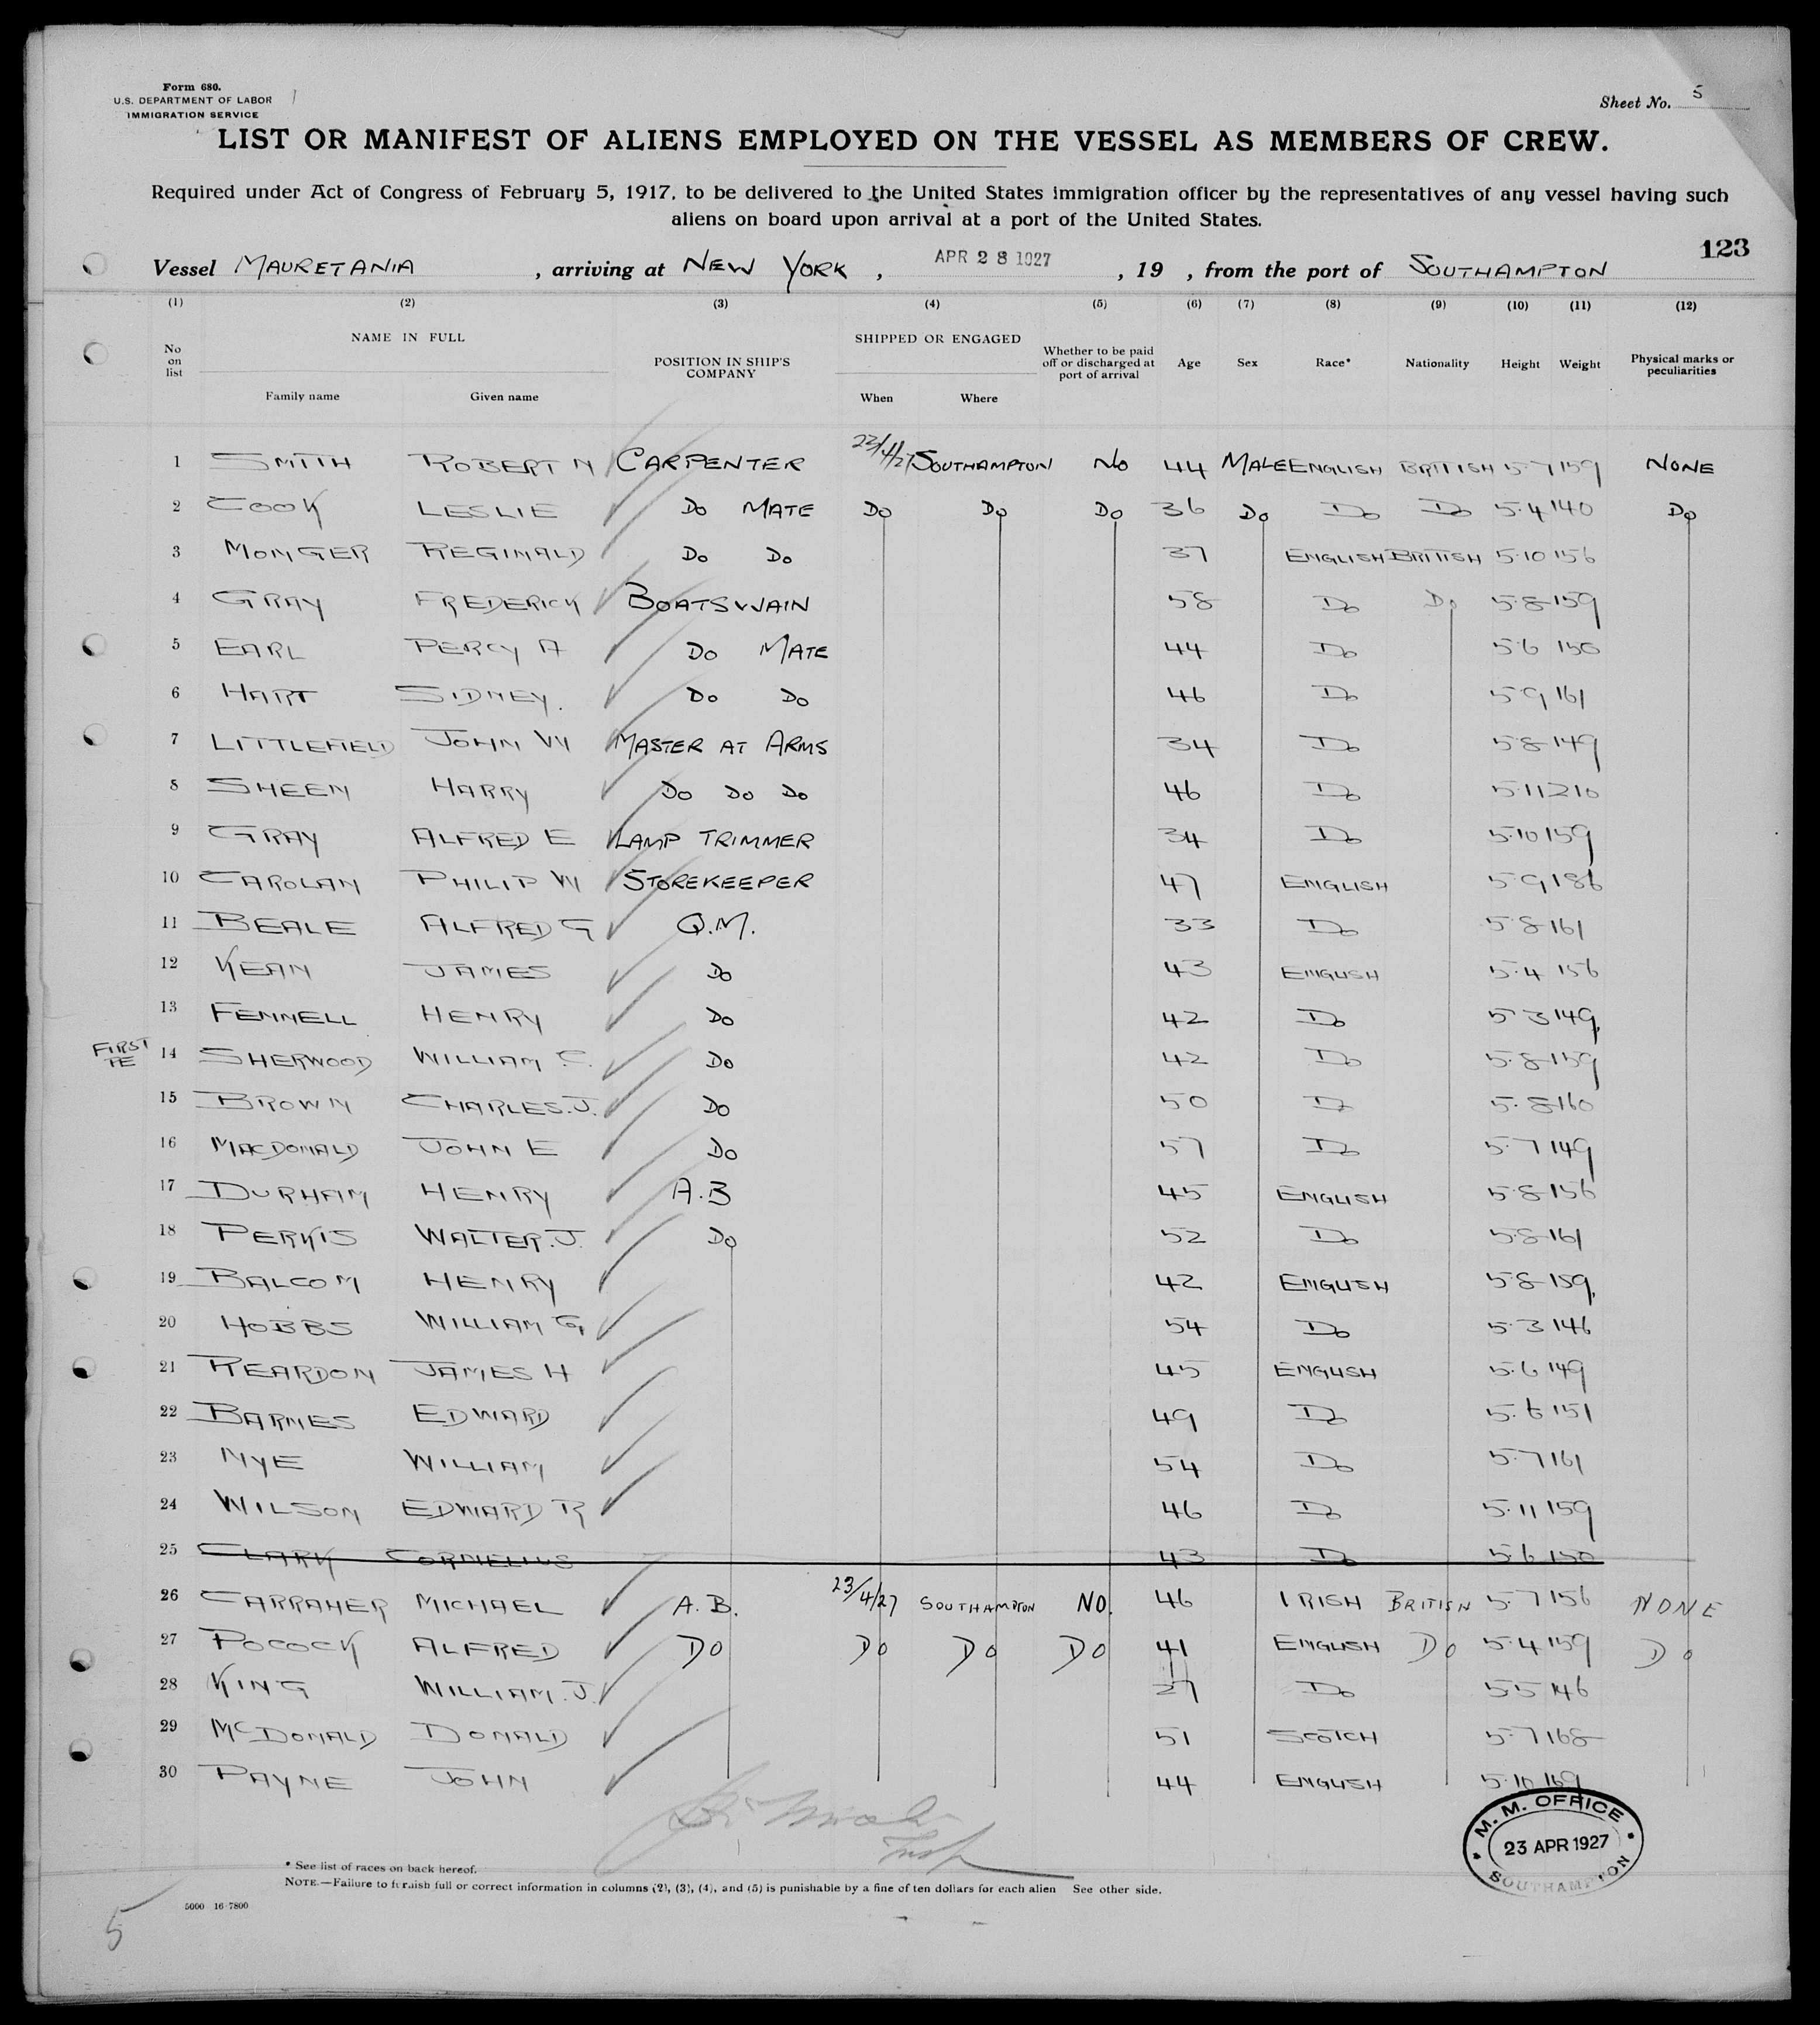 Form 680.
U.S. DEPARTMENT OF LABOR
IMMIGRATION SERVICE
Sheet No. 5
LIST OR MANIFEST OF ALIENS EMPLOYED ON THE VESSEL AS MEMBERS OF CREW.
Required under Act of Congress of February 5, 1917, to be delivered to the United States immigration officer by the representatives of any vessel having such
aliens on board upon arrival at a port of the United States.
123
Vessel MAURETANIA, arriving at NEW YORK, APR 28 1927, 19 , from the port of SOUTHAMPTON
(1) (2) (3) (4) (5) (6) (7) (8) (9) (10) (11) (12)
No on list NAME IN FULL Family name Given name POSITION IN SHIP'S COMPANY SHIPPED OR ENGAGED When Where Whether to be paid off or discharged at port of arrival Age Sex Race* Nationality Height Weight Physical marks or peculiarities
1 SMITH ROBERT N CARPENTER 23/4/27 SOUTHAMPTON NO 44 MALE ENGLISH BRITISH 5.7 159 NONE
2 COOK LESLIE DO MATE DO DO DO 36 DO DO DO 5.4 140 DO
3 MONGER REGINALD DO DO 37 ENGLISH BRITISH 5.10 156
4 GRAY FREDERICK BOATSWAIN 58 DO DO 5.8 159
5 EARL PERCY A DO MATE 44 DO 5.6 150
6 HART SIDNEY. DO DO 46 DO 5.9 161
7 LITTLEFIELD JOHN W MASTER AT ARMS 34 DO 5.8 149
8 SHEEN HARRY DO DO DO 46 DO 5.11 210
9 GRAY ALFRED E LAMP TRIMMER 34 DO 5.10 159
10 CAROLAN PHILIP W STOREKEEPER 47 ENGLISH 5.9 186
11 BEALE ALFRED G Q.M. 33 DO 5.8 161
12 KEAN JAMES DO 43 ENGLISH 5.4 156
13 FENNELL HENRY DO 42 DO 5 3 149
FIRST
14 SHERWOOD WILLIAM C. DO 42 DO 5.8 159
15 BROWN CHARLES.J. DO 50 DO 5.8 160
16 MACDONALD JOHN E DO 57 DO 5.7 149
17 DURHAM HENRY A.B 45 ENGLISH 5.8 156
18 PERKIS WALTER.J. DO 52 DO 5.8 161
19 BALCOM HENRY 42 ENGLISH 5.8 159
20 HOBBS WILLIAM G 54 DO 5.3 146
21 REARDON JAMES H 45 ENGLISH 5.6 149
22 BARNES EDWARD 49 DO 5.6 151
23 NYE WILLIAM 54 DO 5.7 161
24 WILSON EDWARD R 46 DO 5.11 159
25 CLARK CORNELIUS 43 DO 5.6 150
26 CARRAHER MICHAEL A.B. 23/4/27 SOUTHAMPTON NO. 46 IRISH BRITISH 5.7 156 NONE
27 POCOCK ALFRED DO DO DO DO 41 ENGLISH DO 5.4 159 DO
28 KING WILLIAM.J. 27 DO 5.5 146
29 McDONALD DONALD 51 SCOTCH 5.7 168
30 PAYNE JOHN 44 ENGLISH 5.10 169
M. M. OFFICE
23 APR 1927
SOUTHAMPTON
* See list of races on back hereof.
NOTE.—Failure to furnish full or correct information in columns (2), (3), (4), and (5) is punishable by a fine of ten dollars for each alien See other side.
5000 16-7800
5